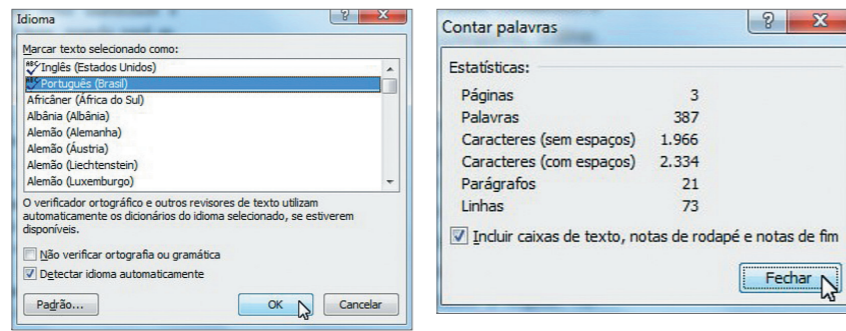 Idioma
Marcar texto selecionado como:
Inglês (Estados Unidos)
Português (Brasil)
Africâner (África do Sul)
Albânia (Albânia)
Alemão (Alemanha)
Alemão (Áustria)
Alemão (Liechtenstein)
Alemão (Luxemburgo)
O verificador ortográfico e outros revisores de texto utilizam
automaticamente os dicionários do idioma selecionado, se estiverem
disponíveis.
Não verificar ortografia ou gramática
Detectar idioma automaticamente
Padrão...
OK
Cancelar
Contar palavras
Estatísticas:
Páginas 3
Palavras 387
Caracteres (sem espaços) 1.966
Caracteres (com espaços) 2.334
Parágrafos 21
Linhas 73
Incluir caixas de texto, notas de rodapé e notas de fim
Fechar